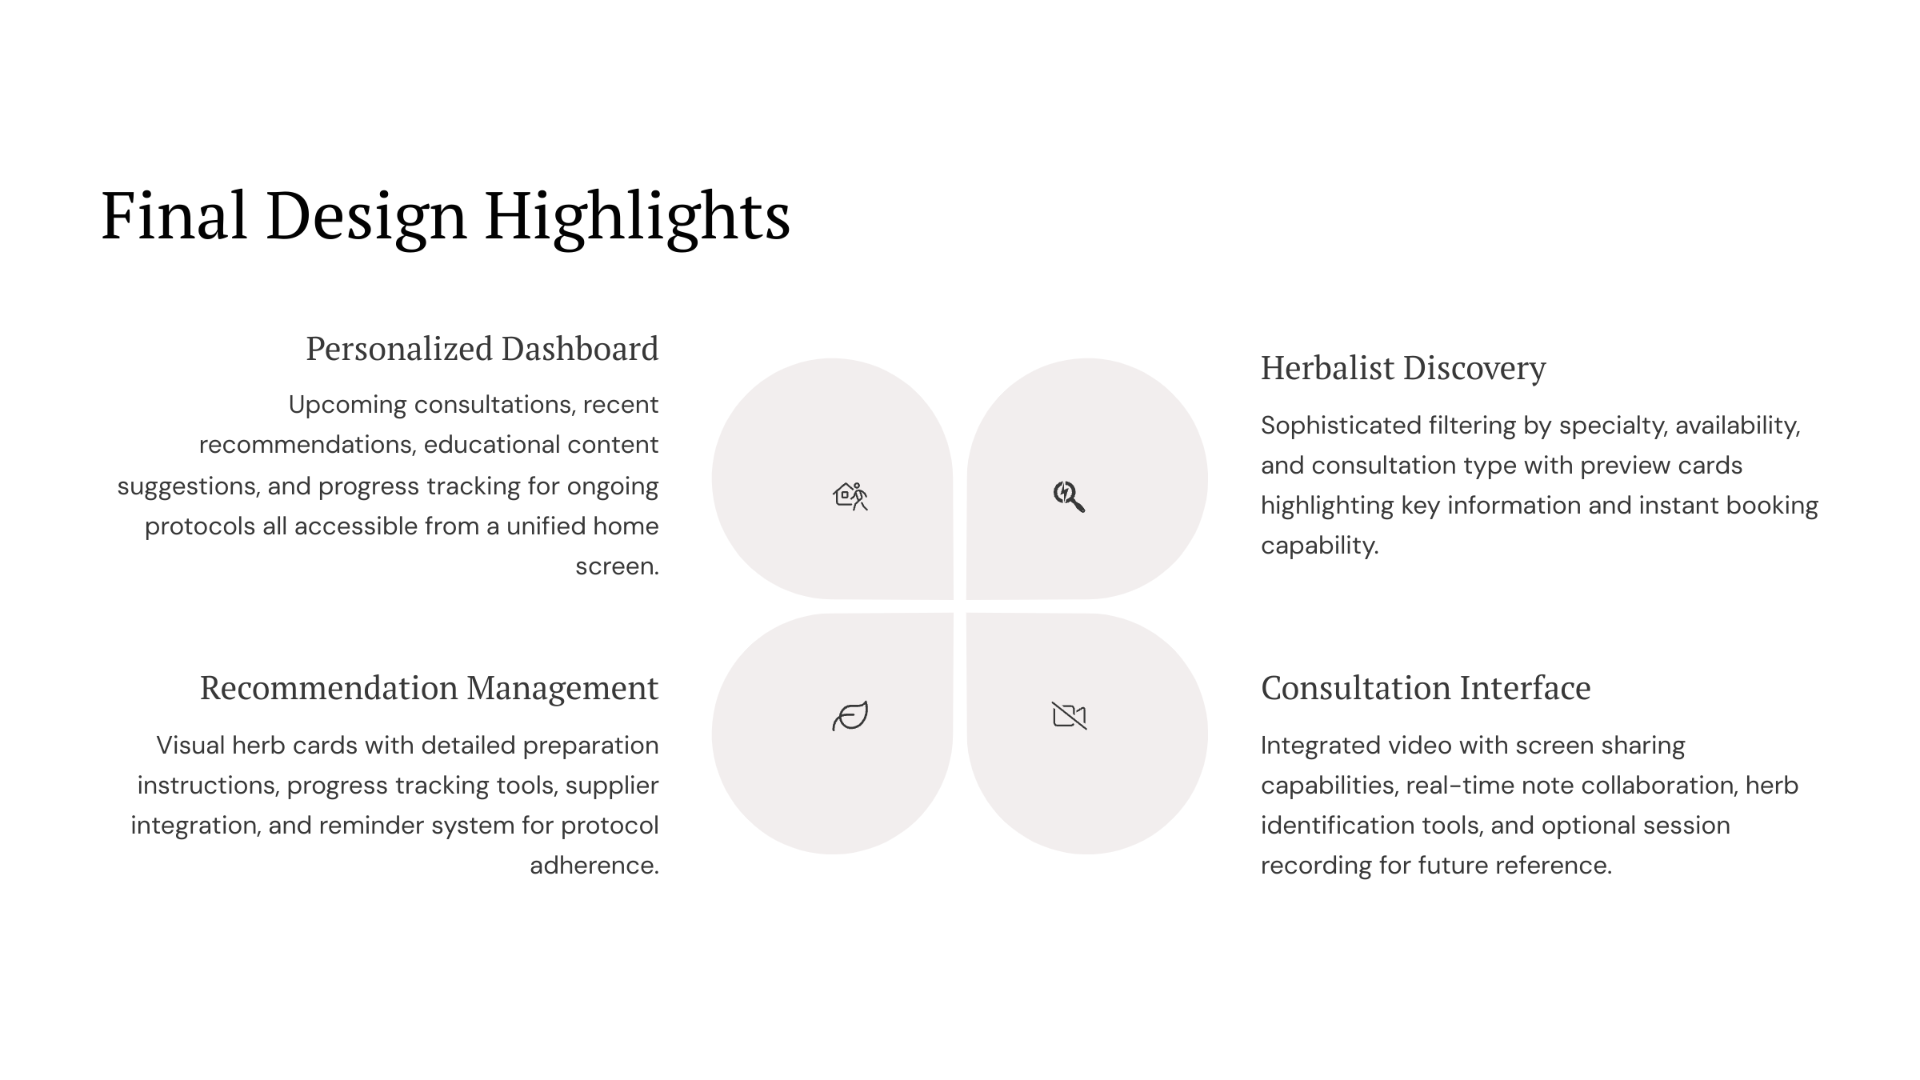 Final Design Highlights
Personalized Dashboard
Upcoming consultations, recent
recommendations, educational content
suggestions, and progress tracking for ongoing
protocols all accessible from a unified home
screen.
Herbalist Discovery
Sophisticated filtering by specialty, availability,
and consultation type with preview cards
highlighting key information and instant booking
capability.
Recommendation Management
Visual herb cards with detailed preparation
instructions, progress tracking tools, supplier
integration, and reminder system for protocol
adherence.
Consultation Interface
Integrated video with screen sharing
capabilities, real-time note collaboration, herb
identification tools, and optional session
recording for future reference.